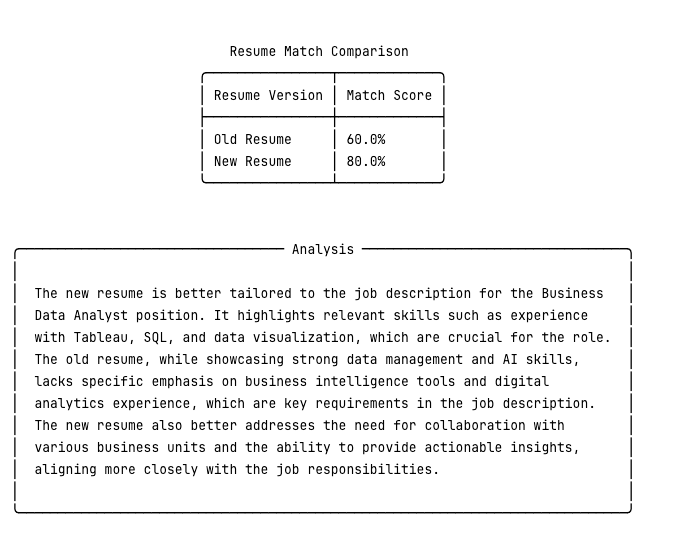 Resume Match Comparison
Resume Version | Match Score
Old Resume | 60.0%
New Resume | 80.0%
Analysis
The new resume is better tailored to the job description for the Business
Data Analyst position. It highlights relevant skills such as experience
with Tableau, SQL, and data visualization, which are crucial for the role.
The old resume, while showcasing strong data management and AI skills,
lacks specific emphasis on business intelligence tools and digital
analytics experience, which are key requirements in the job description.
The new resume also better addresses the need for collaboration with
various business units and the ability to provide actionable insights,
aligning more closely with the job responsibilities.